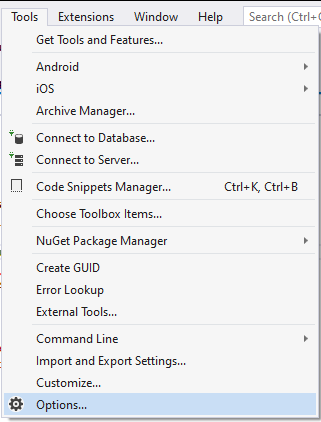 Tools Extensions Window Help Search (Ctrl+
Get Tools and Features...
Android
iOS
Archive Manager...
Connect to Database...
Connect to Server...
Code Snippets Manager... Ctrl+K, Ctrl+B
Choose Toolbox Items...
NuGet Package Manager
Create GUID
Error Lookup
External Tools...
Command Line
Import and Export Settings...
Customize...
Options...